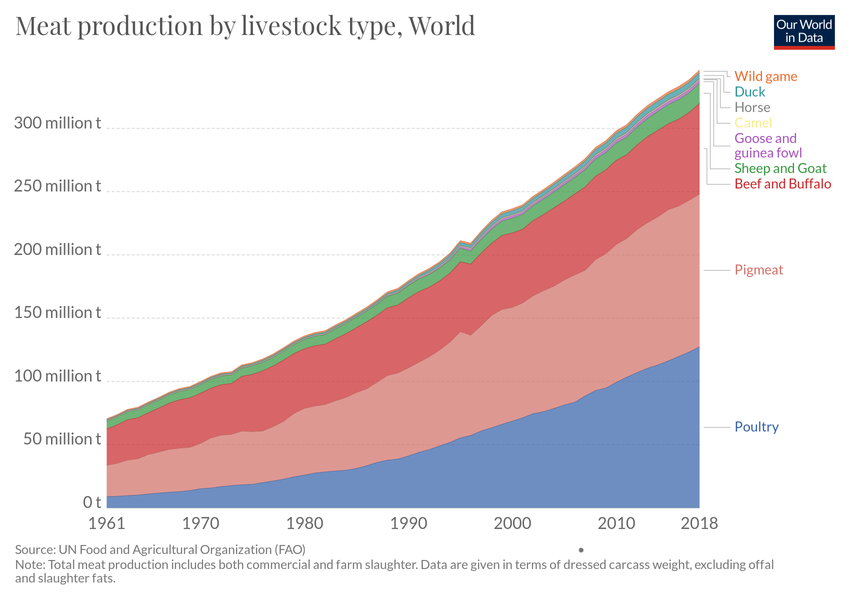 Meat production by livestock type, World
Our World
in Data
Wild game
Duck
Horse
Camel
Goose and
guinea fowl
Sheep and Goat
Beef and Buffalo
Pigmeat
Poultry
300 million t
250 million t
200 million t
150 million t
100 million t
50 million t
0 t
1961 1970 1980 1990 2000 2010 2018
Source: UN Food and Agricultural Organization (FAO)
Note: Total meat production includes both commercial and farm slaughter. Data are given in terms of dressed carcass weight, excluding offal
and slaughter fats.